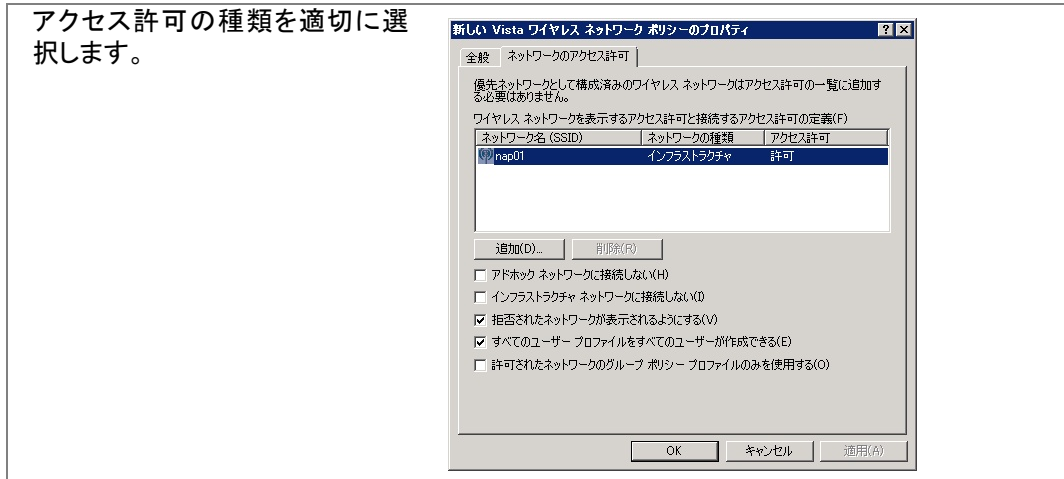 アクセス許可の種類を適切に選
択します。
新しい Vista ワイヤレス ネットワーク ポリシーのプロパティ
全般
ネットワークのアクセス許可
優先ネットワークとして構成済みのワイヤレス ネットワークはアクセス許可の一覧に追加す
る必要はありません。
ワイヤレス ネットワークを表示するアクセス許可と接続するアクセス許可の定義(F)
ネットワーク名 (SSID) ネットワークの種類 アクセス許可
nap01 インフラストラクチャ 許可
追加(D)... 削除(R)
アドホック ネットワークに接続しない(H)
インフラストラクチャ ネットワークに接続しない(I)
拒否されたネットワークが表示されるようにする(V)
すべてのユーザー プロファイルをすべてのユーザーが作成できる(E)
許可されたネットワークのグループ ポリシー プロファイルのみを使用する(O)
OK キャンセル 適用(A)